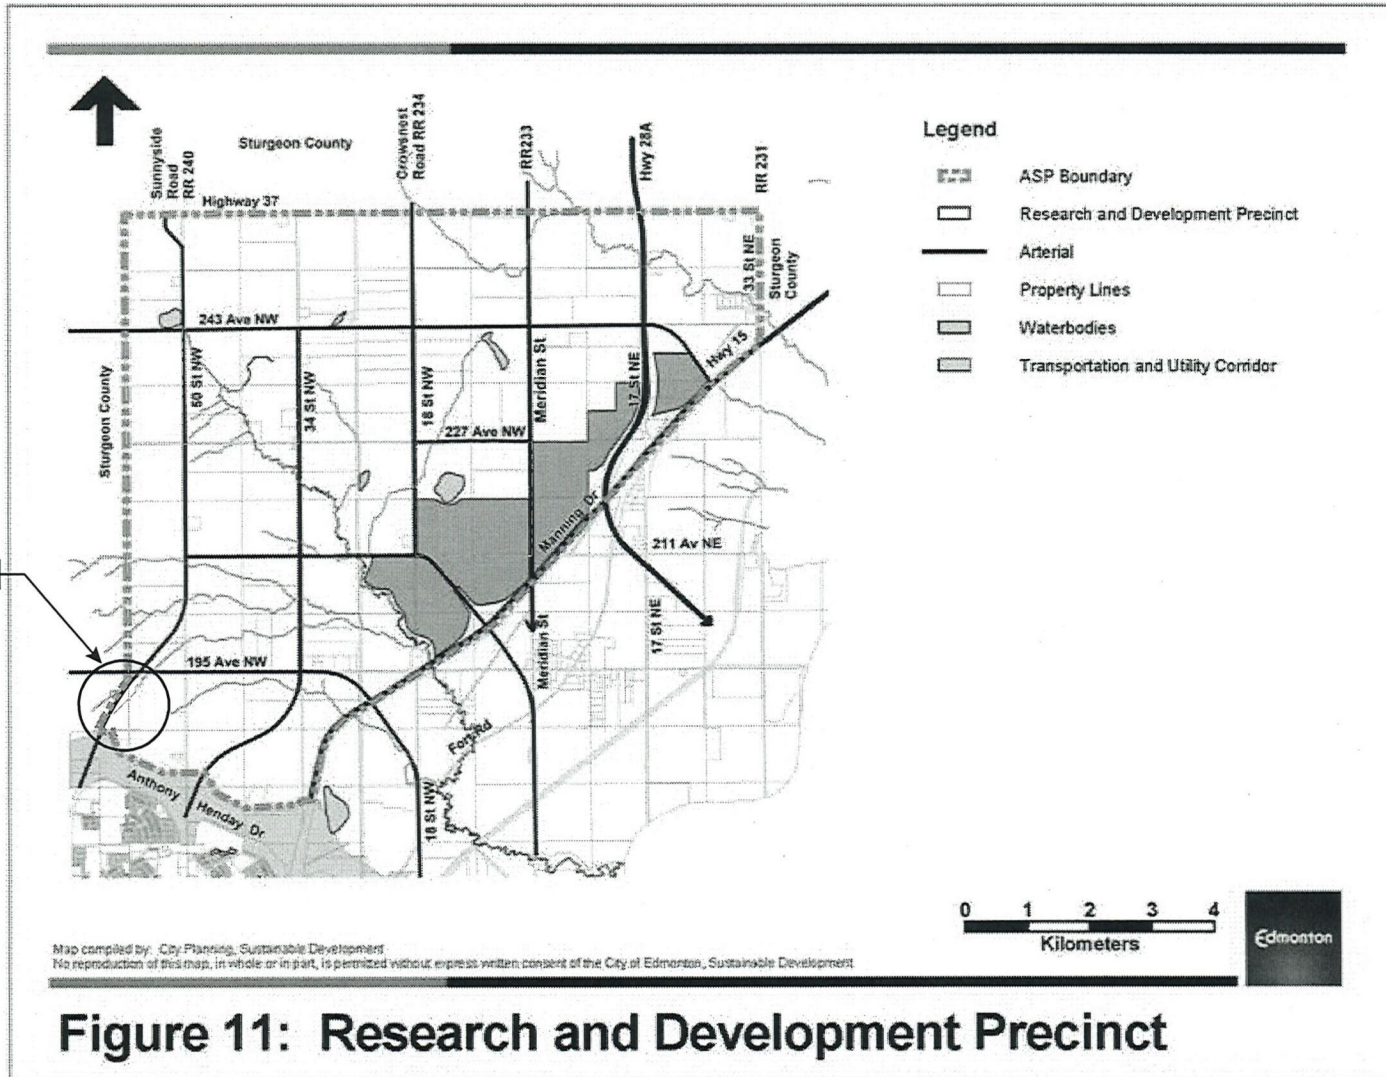 Sunnyside
Road
RR 240
Sturgeon County
Crowsnest
Road RR 234
RR233
Hwy 28A
RR 231
Highway 37
33 St NE
Sturgeon
County
243 Ave NW
Hwy 15
Sturgeon County
50 St NW
34 St NW
18 St NW
Meridian St
17 St NE
227 Ave NW
Manning Dr
211 Av NE
195 Ave NW
Meridian St
17 St NE
Fort Rd
Anthony
Henday Dr
18 St NW
Legend
ASP Boundary
Research and Development Precinct
Arterial
Property Lines
Waterbodies
Transportation and Utility Corridor
0 1 2 3 4
Kilometers
Edmonton
Map compiled by: City Planning, Sustainable Development
No reproduction of this map, in whole or in part, is permitted without express written consent of the City of Edmonton, Sustainable Development
Figure 11: Research and Development Precinct